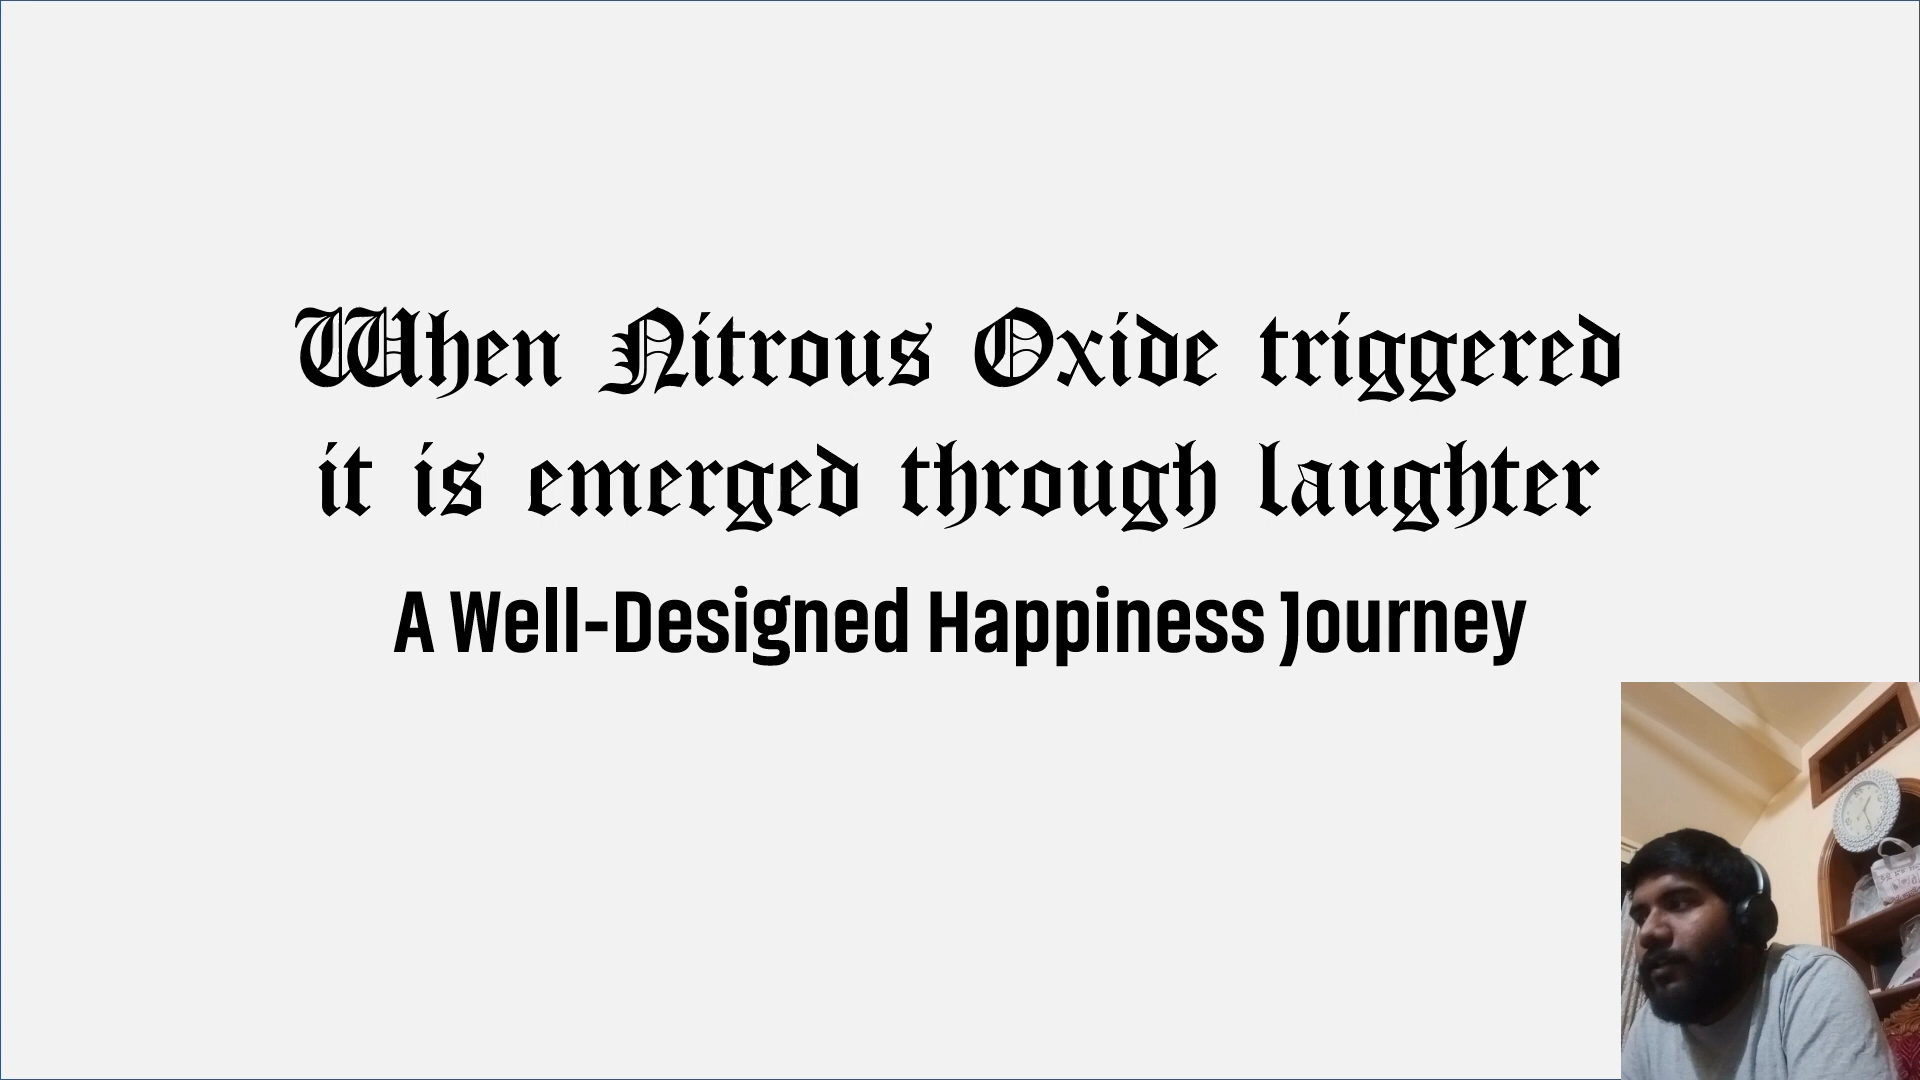 When Nitrous Oxide triggered
it is emerged through laughter
A Well-Designed Happiness Journey